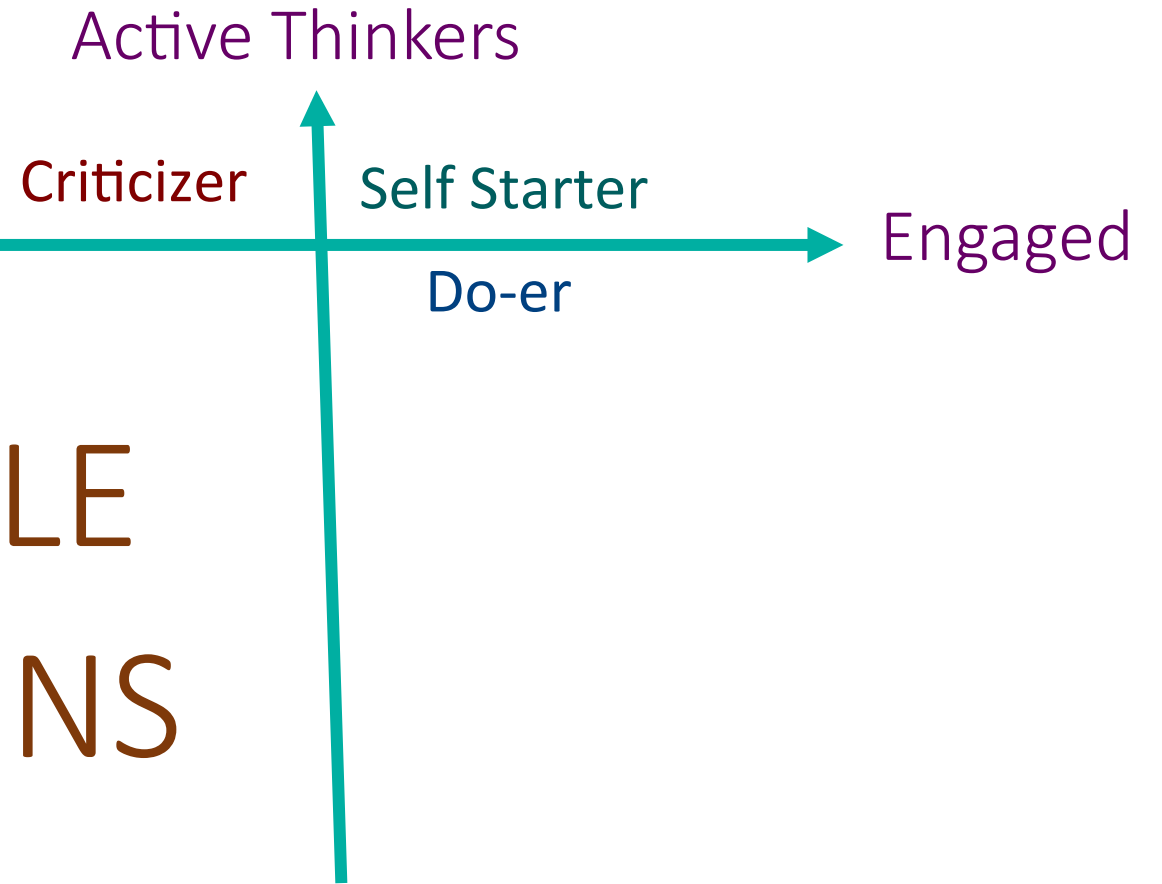 Active Thinkers
Criticizer
Self Starter
Engaged
Do-er
LE
NS